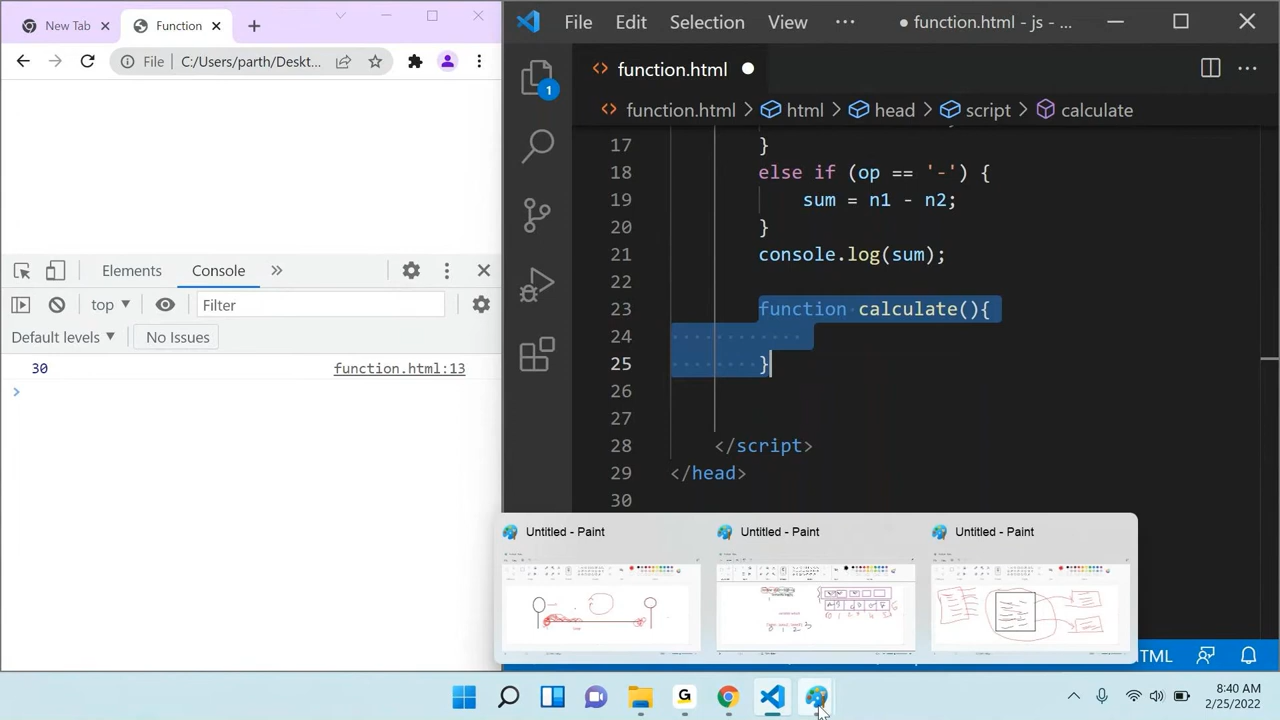 New Tab
Function
File
C:/Users/parth/Deskt...
Elements
Console
top
Filter
Default levels
No Issues
30
function.html:13
File Edit Selection View ···
● function.html - js - ...
function.html
1
function.html > html > head > script > calculate
17 }
18 else if (op == '-') {
19 sum = n1 - n2;
20 }
21 console.log(sum);
22
23 function calculate(){
24
25 }
26
27
28 </script>
29 </head>
30
Untitled - Paint
Untitled - Paint
Untitled - Paint
G
8:40 AM
2/25/2022